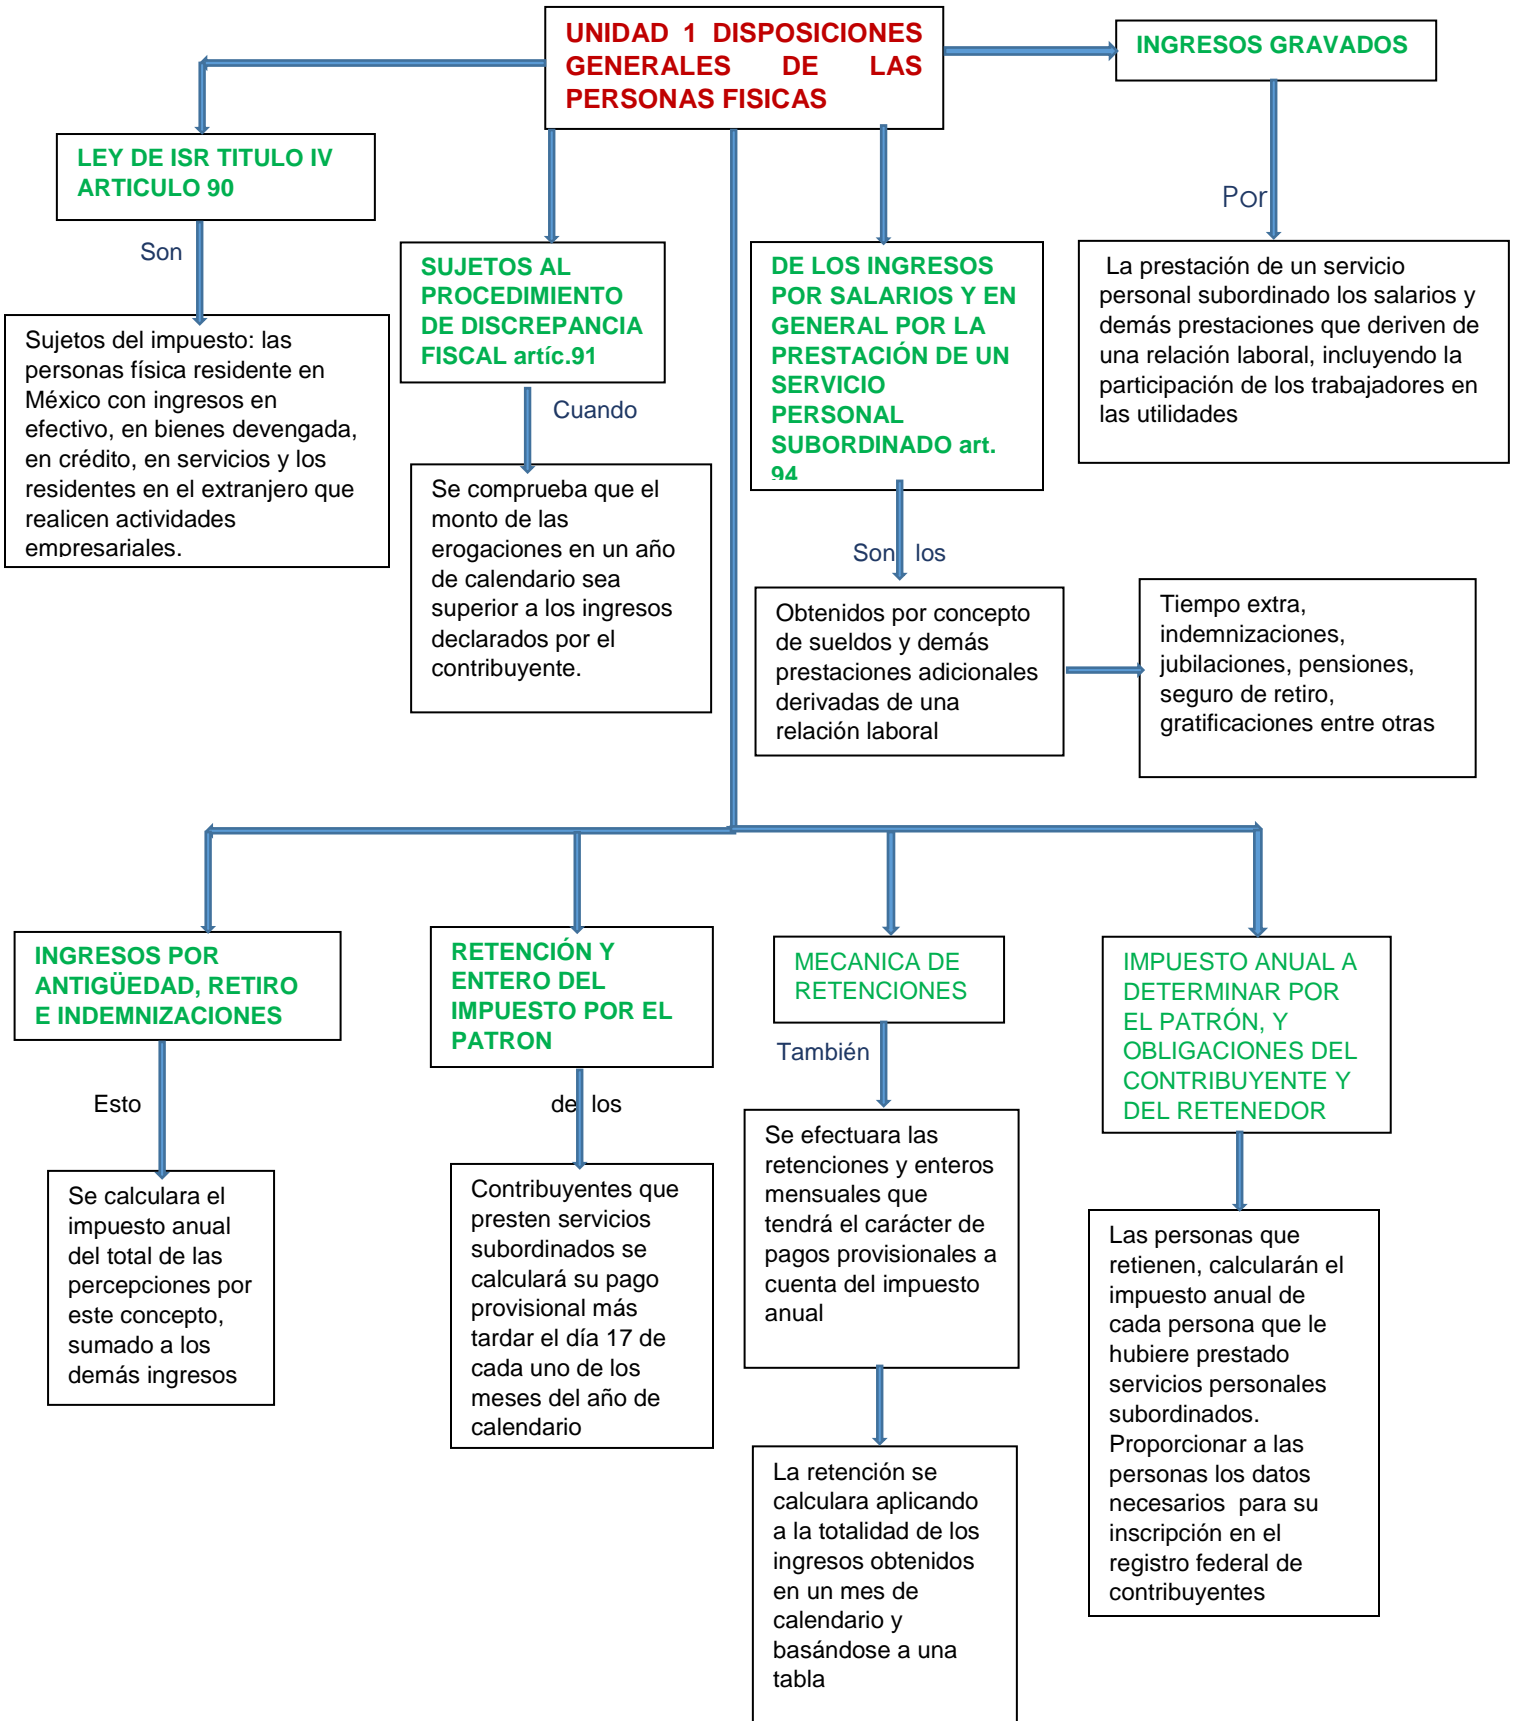 UNIDAD 1 DISPOSICIONES
GENERALES DE LAS
PERSONAS FISICAS
INGRESOS GRAVADOS
LEY DE ISR TITULO IV
ARTICULO 90
Por
Son
SUJETOS AL
PROCEDIMIENTO
DE DISCREPANCIA
FISCAL artíc.91
DE LOS INGRESOS
POR SALARIOS Y EN
GENERAL POR LA
PRESTACIÓN DE UN
SERVICIO
PERSONAL
SUBORDINADO art.
94
La prestación de un servicio
personal subordinado los salarios y
demás prestaciones que deriven de
una relación laboral, incluyendo la
participación de los trabajadores en
las utilidades
Sujetos del impuesto: las
personas física residente en
México con ingresos en
efectivo, en bienes devengada,
en crédito, en servicios y los
residentes en el extranjero que
realicen actividades
empresariales.
Cuando
Se comprueba que el
monto de las
erogaciones en un año
de calendario sea
superior a los ingresos
declarados por el
contribuyente.
Son los
Obtenidos por concepto
de sueldos y demás
prestaciones adicionales
derivadas de una
relación laboral
Tiempo extra,
indemnizaciones,
jubilaciones, pensiones,
seguro de retiro,
gratificaciones entre otras
INGRESOS POR
ANTIGÜEDAD, RETIRO
E INDEMNIZACIONES
RETENCIÓN Y
ENTERO DEL
IMPUESTO POR EL
PATRON
MECANICA DE
RETENCIONES
IMPUESTO ANUAL A
DETERMINAR POR
EL PATRÓN, Y
OBLIGACIONES DEL
CONTRIBUYENTE Y
DEL RETENEDOR
Esto
de los
También
Se calculara el
impuesto anual
del total de las
percepciones por
este concepto,
sumado a los
demás ingresos
Contribuyentes que
presten servicios
subordinados se
calculará su pago
provisional más
tardar el día 17 de
cada uno de los
meses del año de
calendario
Se efectuara las
retenciones y enteros
mensuales que
tendrá el carácter de
pagos provisionales a
cuenta del impuesto
anual
Las personas que
retienen, calcularán el
impuesto anual de
cada persona que le
hubiere prestado
servicios personales
subordinados.
Proporcionar a las
personas los datos
necesarios para su
inscripción en el
registro federal de
contribuyentes
La retención se
calculara aplicando
a la totalidad de los
ingresos obtenidos
en un mes de
calendario y
basándose a una
tabla